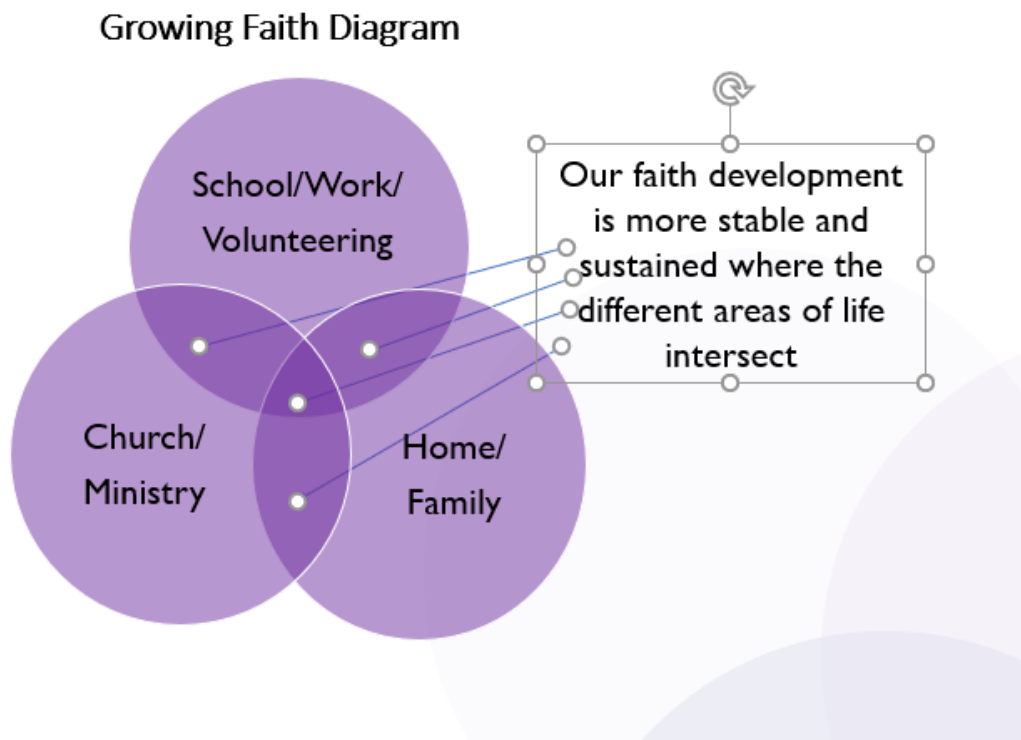 Growing Faith Diagram
School/Work/
Volunteering
Our faith development
is more stable and
sustained where the
different areas of life
intersect
Church/
Ministry
Home/
Family